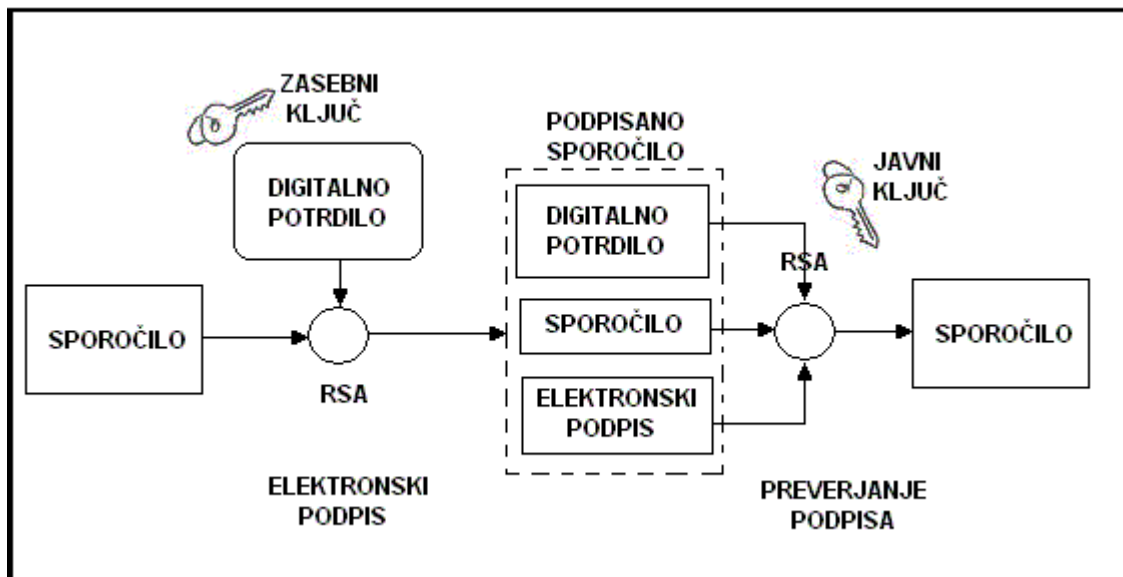 ZASEBNI
KLJUČ
DIGITALNO
POTRDILO
SPOROČILO
RSA
ELEKTRONSKI
PODPIS
PODPISANO
SPOROČILO
DIGITALNO
POTRDILO
SPOROČILO
ELEKTRONSKI
PODPIS
JAVNI
KLJUČ
RSA
SPOROČILO
PREVERJANJE
PODPISA